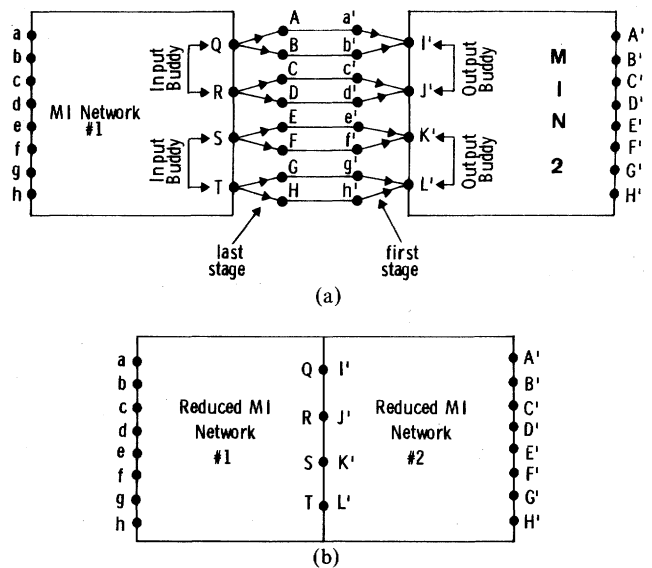 A a'
a A'
Q B b' I'
b B'
Input Buddy
Output Buddy
M
C c'
c C'
R D d' J'
d D'
MI Network
#1
I
E e'
e E'
S F f' K'
f F'
N
Input Buddy
Output Buddy
G g'
g G'
T H h' L'
h H'
2
last
stage
first
stage
(a)
a A'
Q I'
b B'
c C'
Reduced MI
Network
#1
R J'
Reduced MI
Network
#2
d D'
e E'
S K'
f F'
g G'
T L'
h H'
(b)